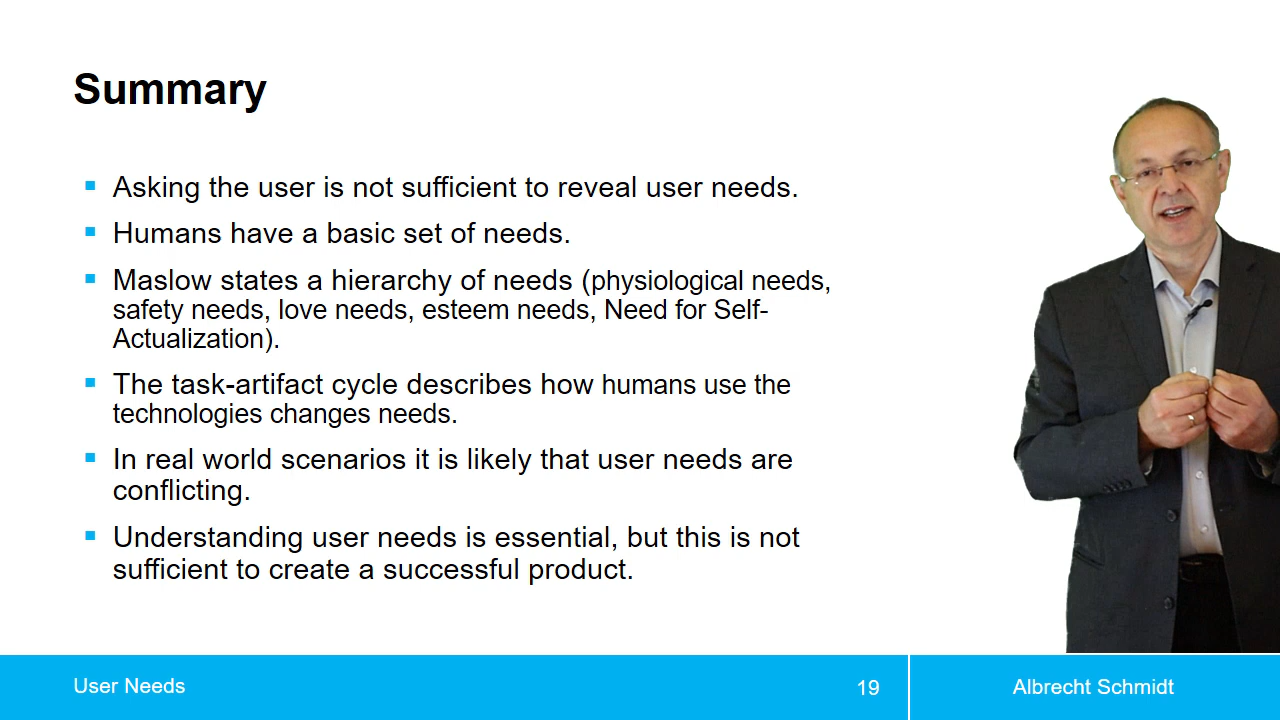 Summary
Asking the user is not sufficient to reveal user needs.
Humans have a basic set of needs.
Maslow states a hierarchy of needs (physiological needs,
safety needs, love needs, esteem needs, Need for Self-
Actualization).
The task-artifact cycle describes how humans use the
technologies changes needs.
In real world scenarios it is likely that user needs are
conflicting.
Understanding user needs is essential, but this is not
sufficient to create a successful product.
User Needs
19
Albrecht Schmidt